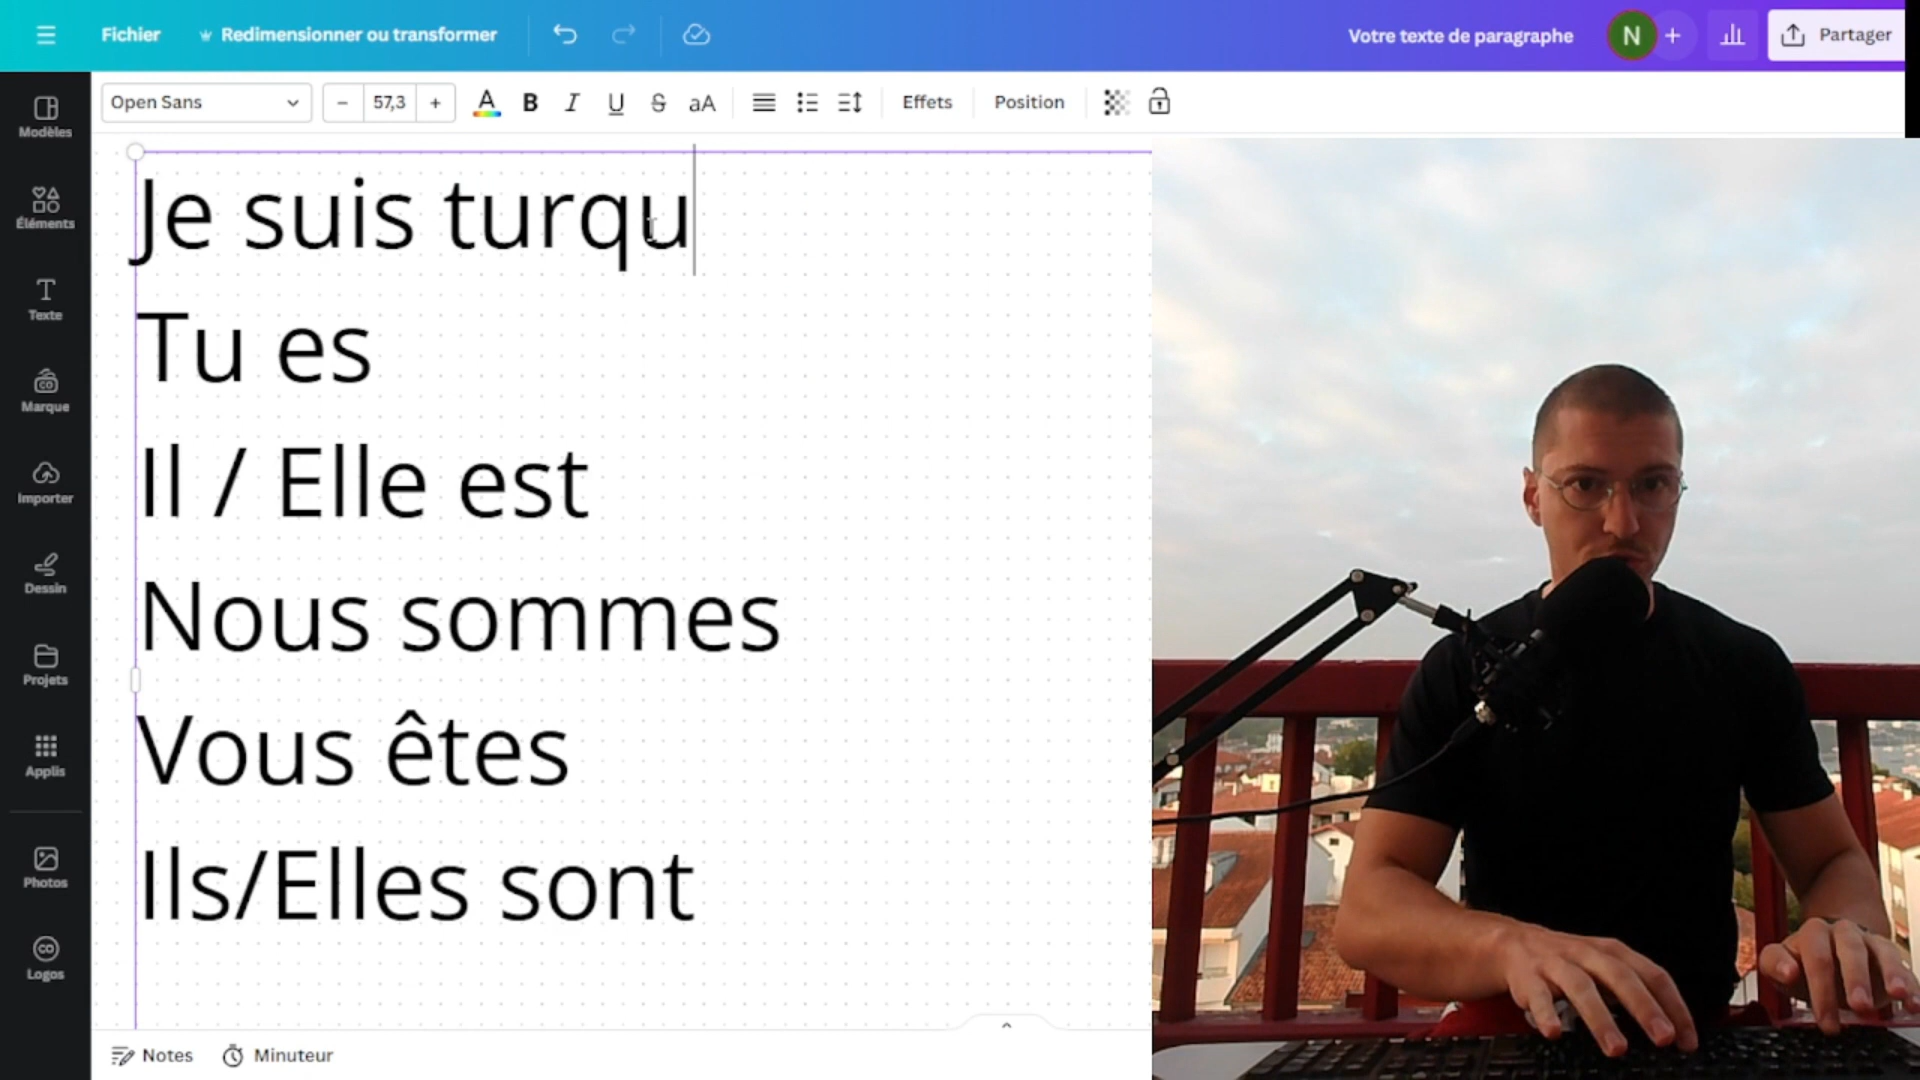 Fichier
Redimensionner ou transformer
Votre texte de paragraphe
N
Partager
Open Sans
57,3
A
B
I
U
S
aA
Effets
Position
Modèles
Éléments
Texte
Marque
Importer
Dessin
Projets
Applis
Photos
Logos
Je suis turqu
Tu es
Il / Elle est
Nous sommes
Vous êtes
Ils/Elles sont
Notes
Minuteur